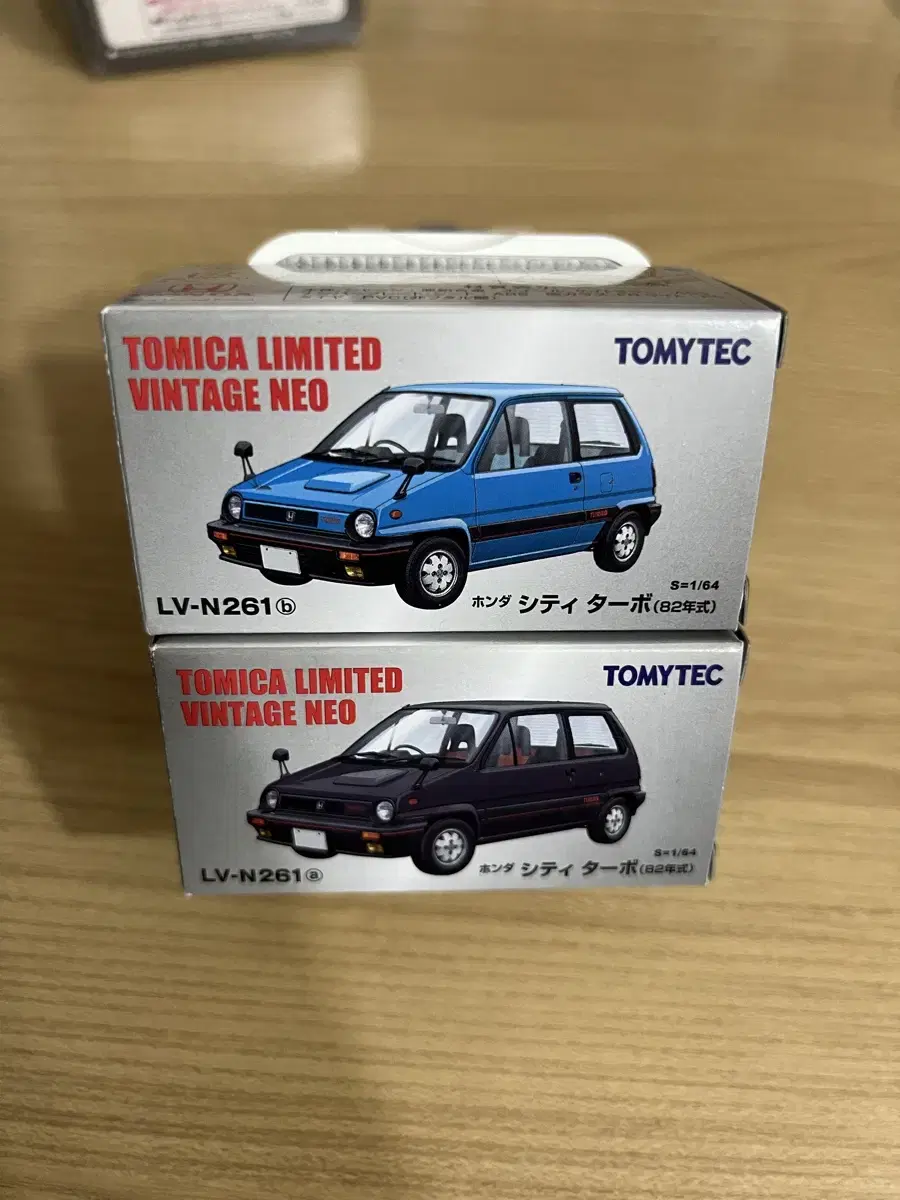 TOMICA LIMITED
VINTAGE NEO
TOMYTEC
S=1/64
LV-N261ⓑ
ホンダ シティ ターボ(82年式)
TOMICA LIMITED
VINTAGE NEO
TOMYTEC
S=1/64
LV-N261ⓐ
ホンダ シティ ターボ(82年式)